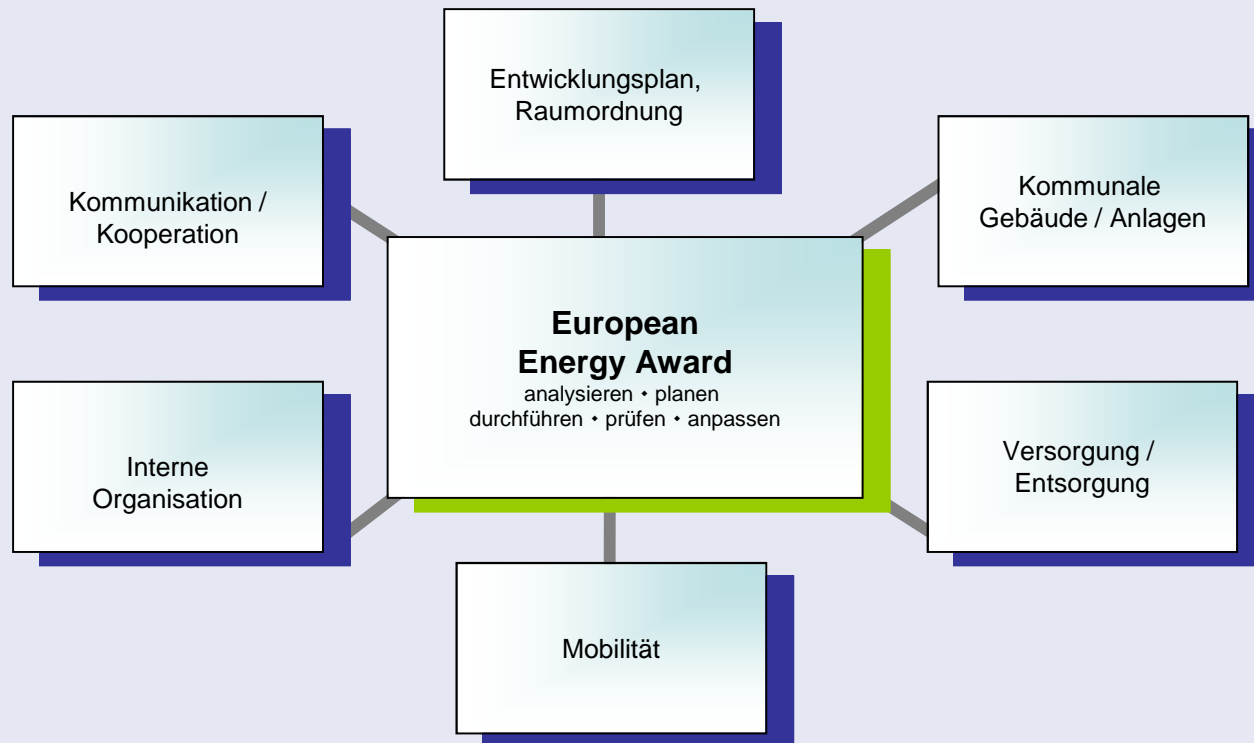 Entwicklungsplan,
Raumordnung
Kommunikation /
Kooperation
Kommunale
Gebäude / Anlagen
European
Energy Award
analysieren • planen
durchführen • prüfen • anpassen
Interne
Organisation
Versorgung /
Entsorgung
Mobilität